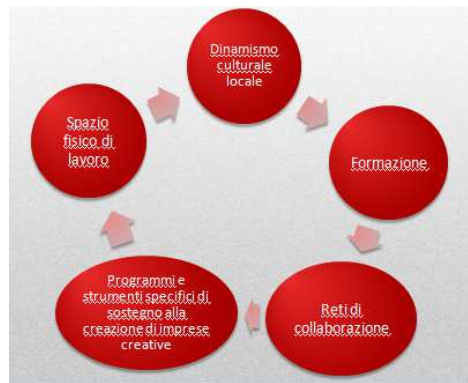 Dinamismo
culturale
locale
Formazione
Reti di
collaborazione
Programmi e
strumenti specifici di
sostegno alla
creazione di imprese
creative
Spazio
fisico di
lavoro